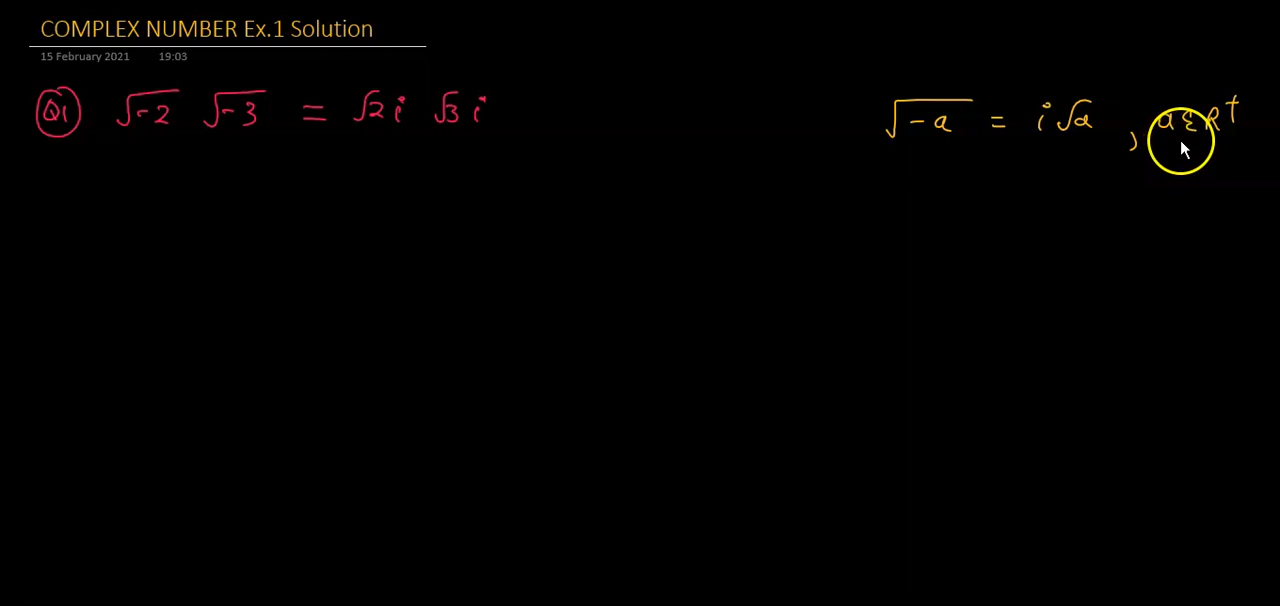 COMPLEX NUMBER Ex.1 Solution
15 February 2021 19:03
Q1 √-2 √-3 = √2 i √3 i
√-a = i√a , a ∈ R⁺